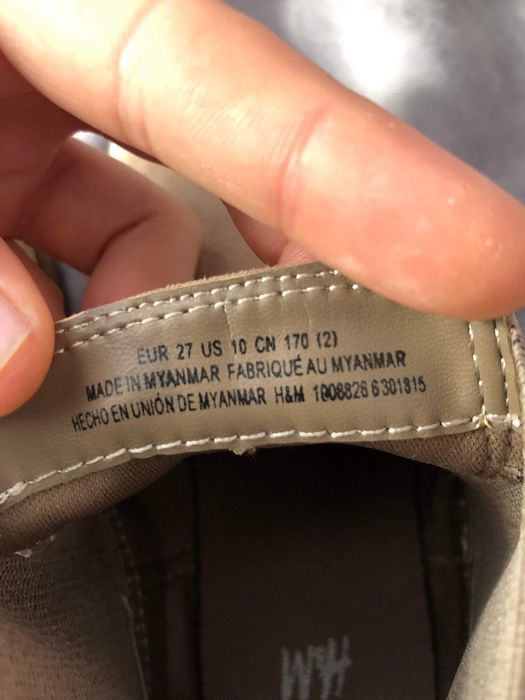 EUR 27 US 10 CN 170 (2)
MADE IN MYANMAR FABRIQUÉ AU MYANMAR
HECHO EN UNIÓN DE MYANMAR H&M 1008826 6301815
H&M